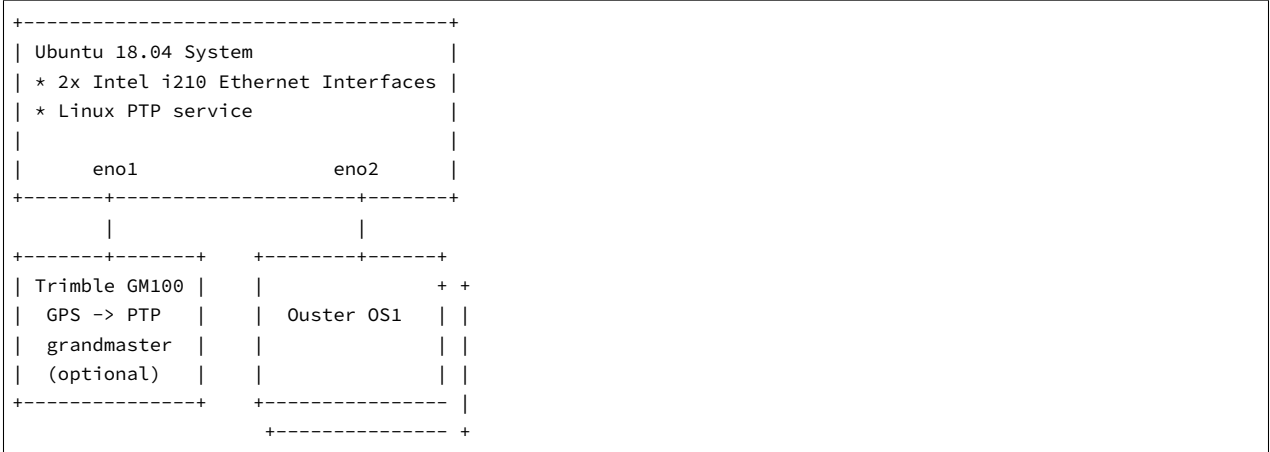 Ubuntu 18.04 System
* 2x Intel i210 Ethernet Interfaces
* Linux PTP service
eno1 eno2
Trimble GM100
GPS -> PTP Ouster OS1
grandmaster
(optional)